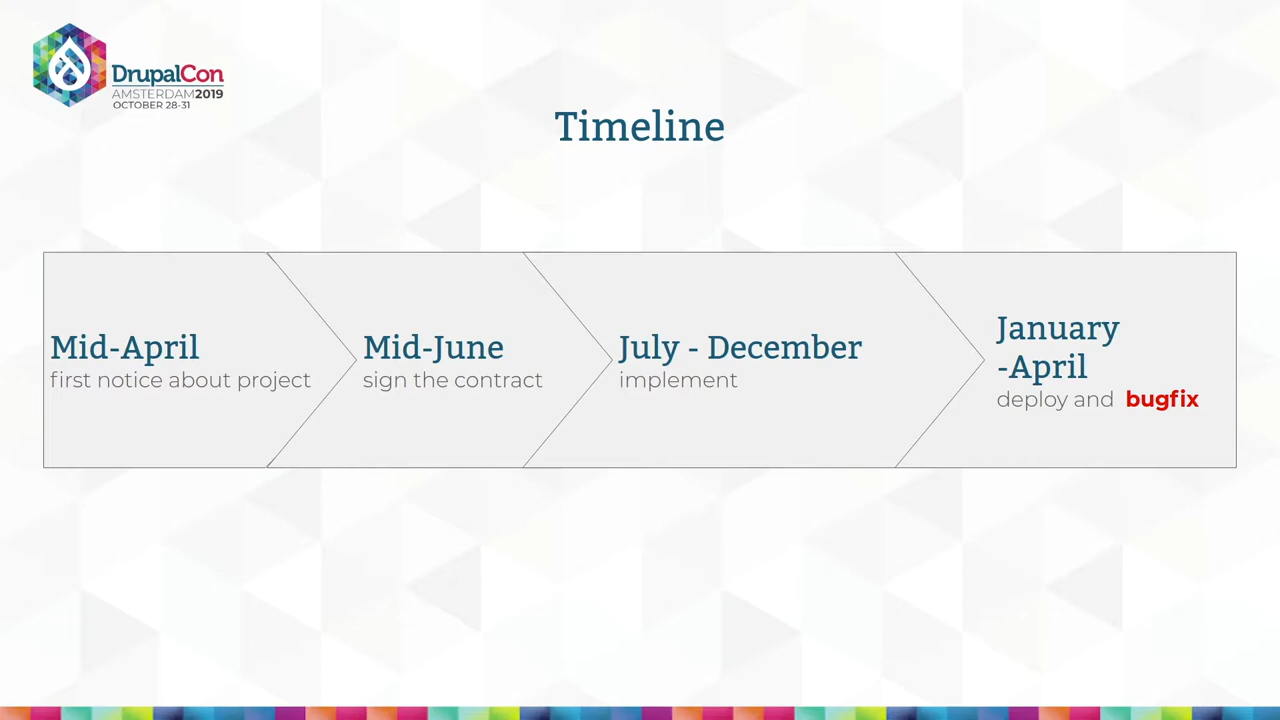 DrupalCon
AMSTERDAM2019
OCTOBER 28-31
Timeline
Mid-April
first notice about project
Mid-June
sign the contract
July - December
implement
January
-April
deploy and bugfix